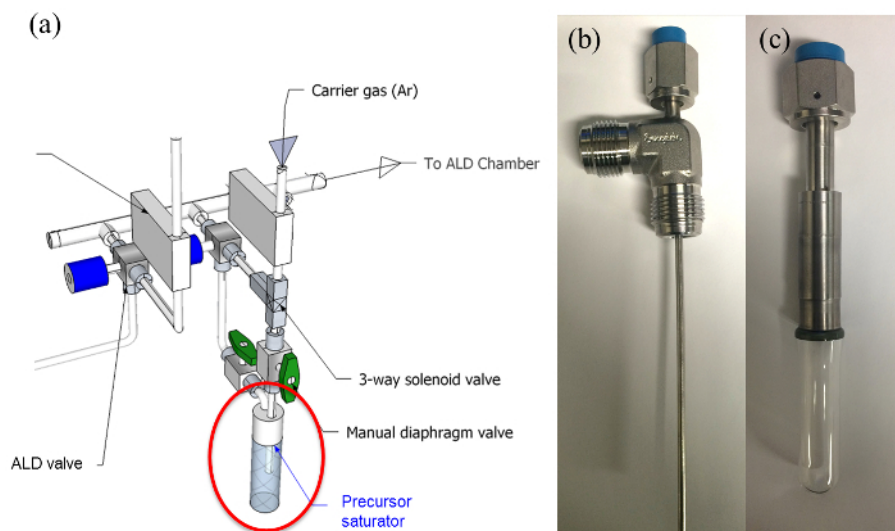 (a)
Carrier gas (Ar)
To ALD Chamber
3-way solenoid valve
Manual diaphragm valve
ALD valve
Precursor
saturator
(b)
(c)